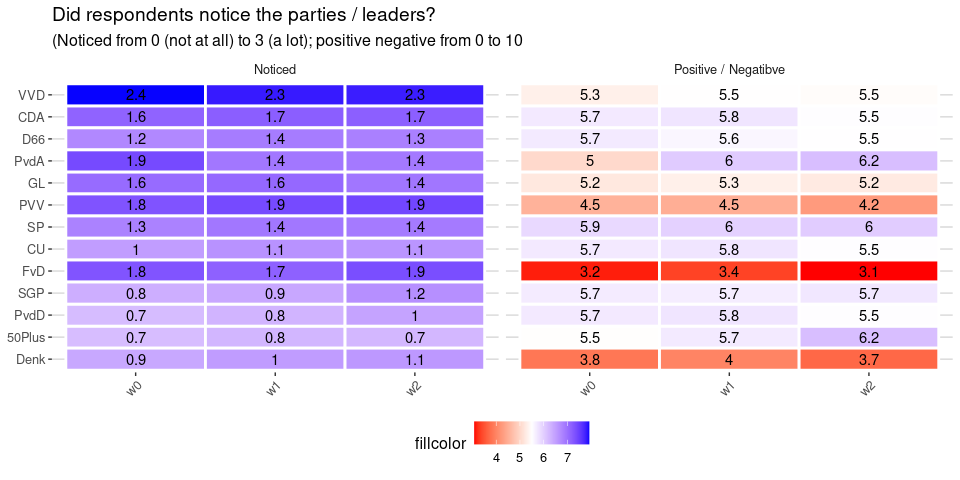 Did respondents notice the parties / leaders?
(Noticed from 0 (not at all) to 3 (a lot); positive negative from 0 to 10
Noticed Positive / Negatibve
VVD 2.4 2.3 2.3 5.3 5.5 5.5
CDA 1.6 1.7 1.7 5.7 5.8 5.5
D66 1.2 1.4 1.3 5.7 5.6 5.5
PvdA 1.9 1.4 1.4 5 6 6.2
GL 1.6 1.6 1.4 5.2 5.3 5.2
PVV 1.8 1.9 1.9 4.5 4.5 4.2
SP 1.3 1.4 1.4 5.9 6 6
CU 1 1.1 1.1 5.7 5.8 5.5
FvD 1.8 1.7 1.9 3.2 3.4 3.1
SGP 0.8 0.9 1.2 5.7 5.7 5.7
PvdD 0.7 0.8 1 5.7 5.8 5.5
50Plus 0.7 0.8 0.7 5.5 5.7 6.2
Denk 0.9 1 1.1 3.8 4 3.7
w0 w1 w2 w0 w1 w2
fillcolor
4 5 6 7